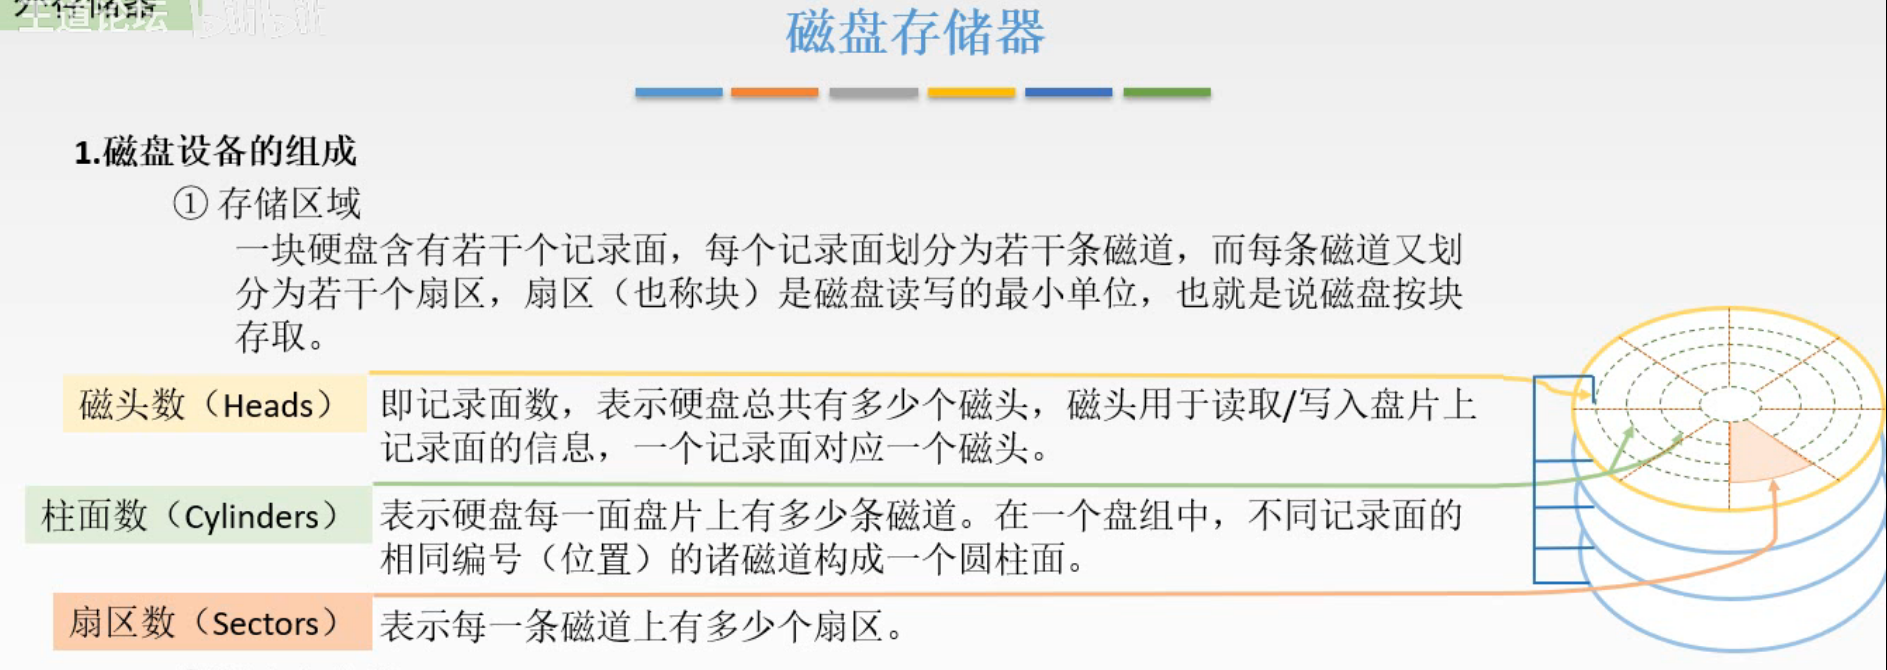 外存储器
王道论坛 bilibili
磁盘存储器
1.磁盘设备的组成
① 存储区域
一块硬盘含有若干个记录面，每个记录面划分为若干条磁道，而每条磁道又划
分为若干个扇区，扇区（也称块）是磁盘读写的最小单位，也就是说磁盘按块
存取。
磁头数（Heads）
即记录面数，表示硬盘总共有多少个磁头，磁头用于读取/写入盘片上
记录面的信息，一个记录面对应一个磁头。
柱面数（Cylinders）
表示硬盘每一面盘片上有多少条磁道。在一个盘组中，不同记录面的
相同编号（位置）的诸磁道构成一个圆柱面。
扇区数（Sectors）
表示每一条磁道上有多少个扇区。